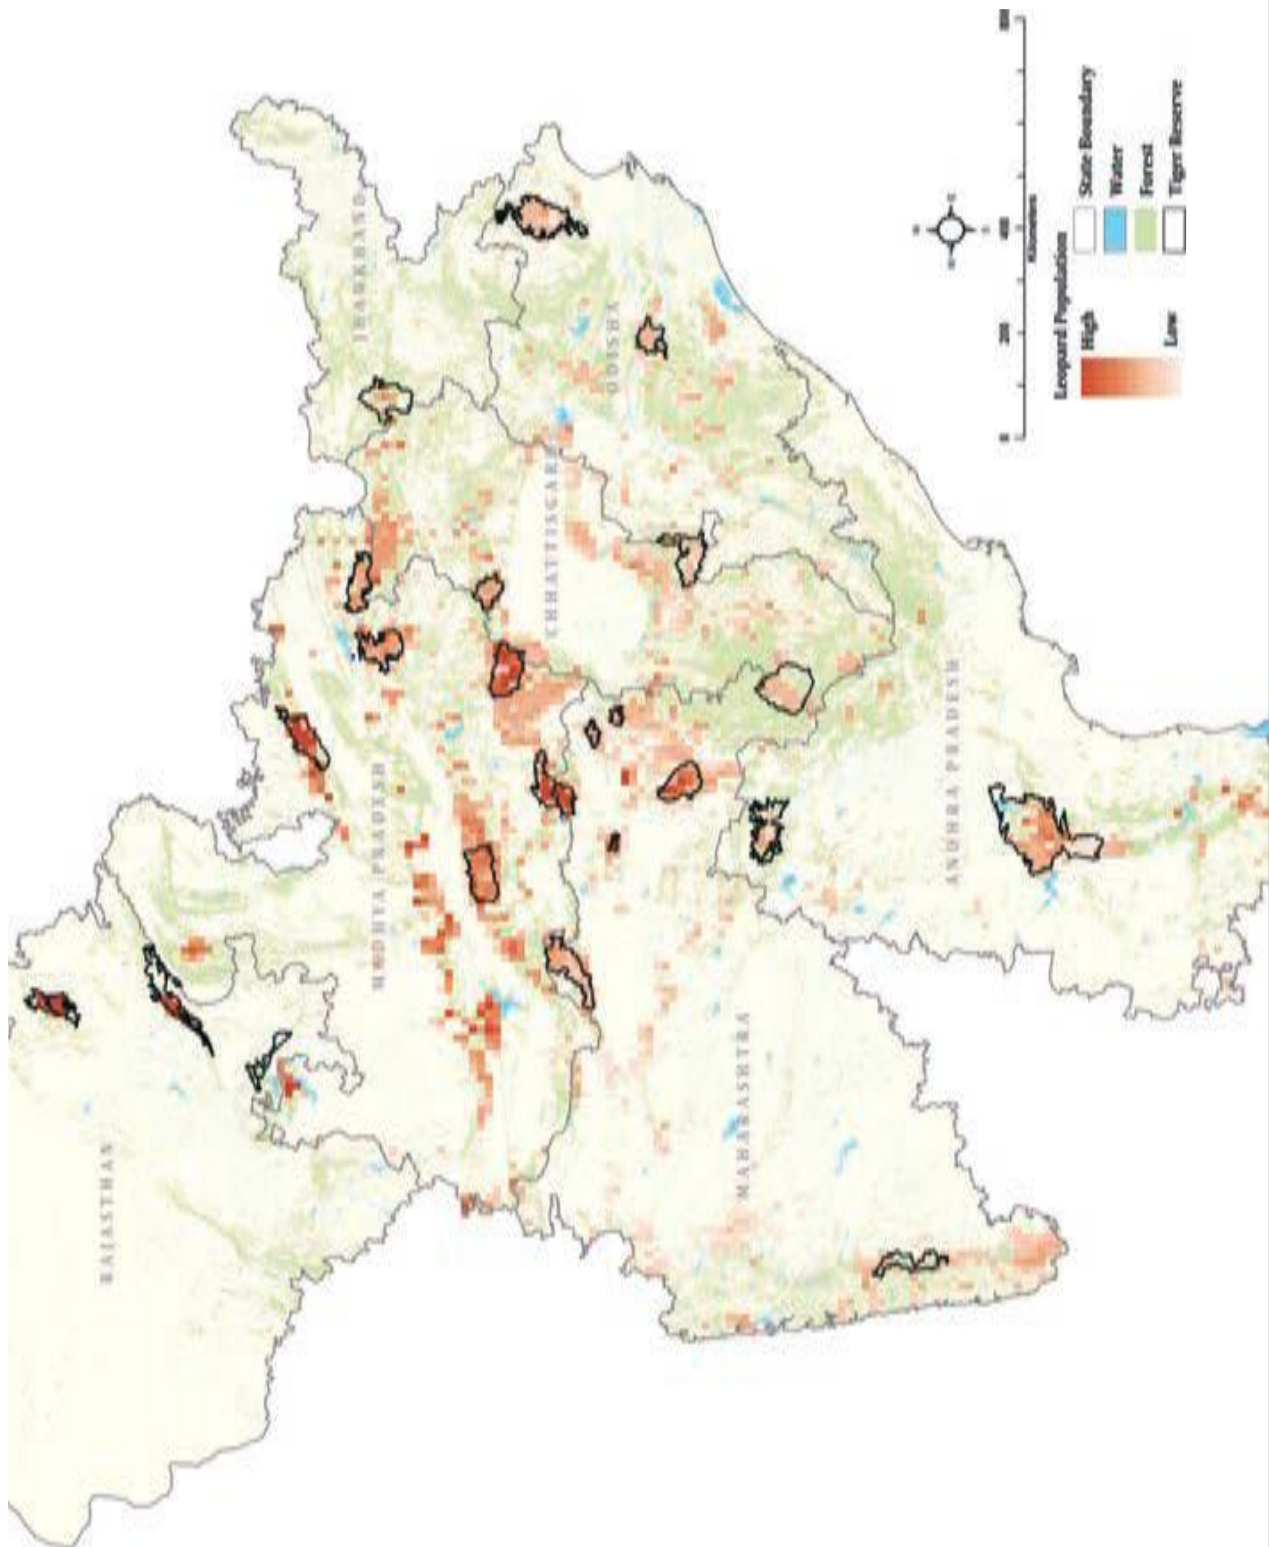 RAJASTHAN
MADHYA PRADESH
JHARKHAND
CHHATTISGARH
ODISHA
MAHARASHTRA
ANDHRA PRADESH
0 200 400 800
Kilometers
Leopard Population
High
Low
State Boundary
Water
Forest
Tiger Reserve